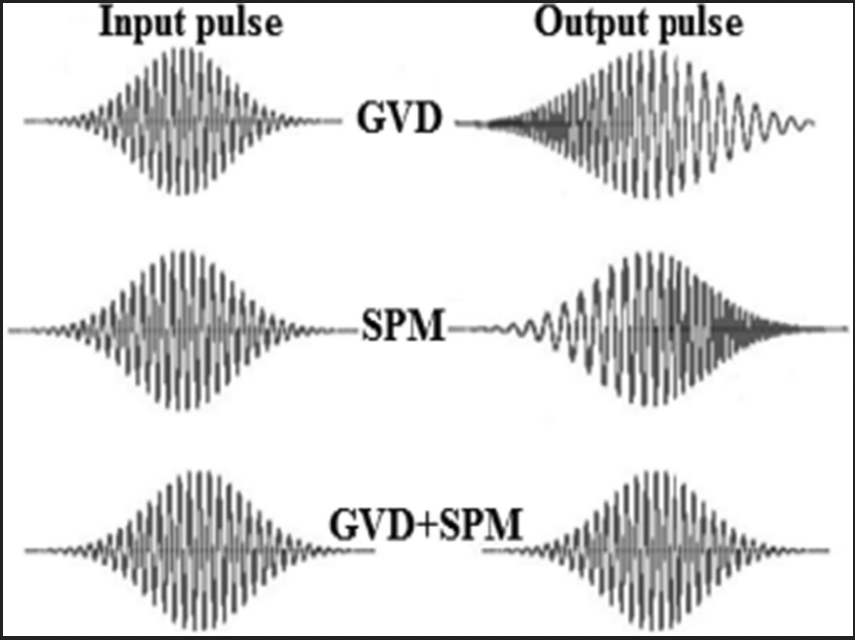 Input pulse Output pulse
GVD
SPM
GVD+SPM